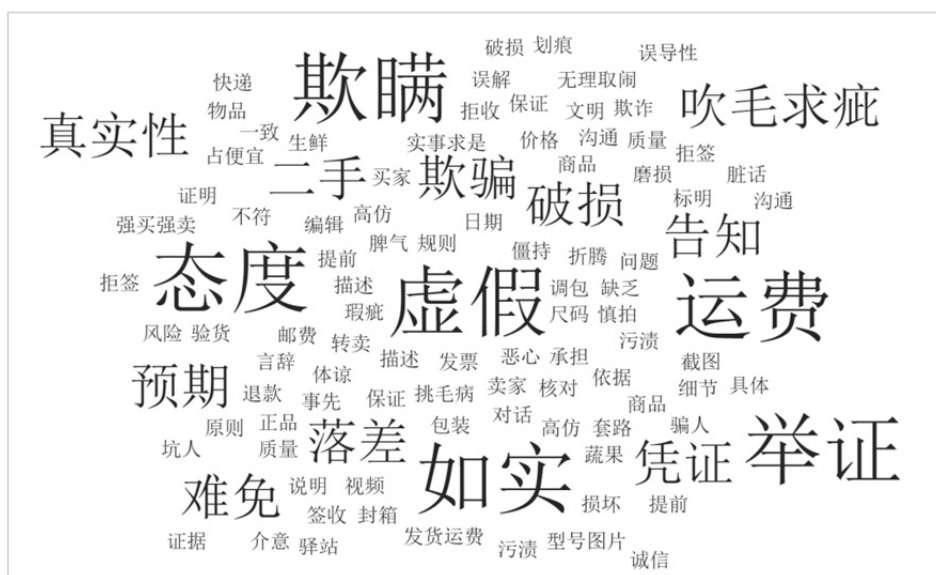 破损 划痕
误导性
欺瞒
快递
误解
无理取闹
吹毛求疵
物品
拒收 保证 文明 欺诈
真实性
一致 生鲜
实事求是 价格 沟通 质量
占便宜
拒签
二手 买家 欺骗 商品
磨损 脏话
证明
破损 标明 沟通
强买强卖 不符 编辑 高仿 日期
告知
脾气 规则 僵持 折腾 问题
提前
拒签 态度 描述 虚假 调包 缺乏 运费
瑕疵 尺码 慎拍
风险 验货 邮费 转卖
污渍
言辞 体谅 描述 发票 恶心 承担 截图
预期 退款 事先 保证 挑毛病 卖家 核对 依据 细节 具体
商品
原则 正品 落差 包装 对话 高仿 套路 骗人
坑人 质量
如实 蔬果 凭证 举证
难免 说明 视频
签收 封箱 损坏 提前
证据 介意 驿站 发货运费 污渍 型号图片
诚信